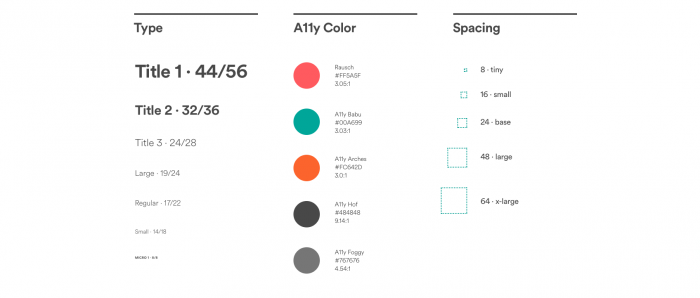 Type
Title 1 · 44/56
Title 2 · 32/36
Title 3 · 24/28
Large · 19/24
Regular · 17/22
Small · 14/18
MICRO 1 · 8/8
A11y Color
Rausch
#FF5A5F
3.05:1
A11y Babu
#00A699
3.03:1
A11y Arches
#FC642D
3.0:1
A11y Hof
#484848
9.14:1
A11y Foggy
#767676
4.54:1
Spacing
8 · tiny
16 · small
24 · base
48 · large
64 · x-large